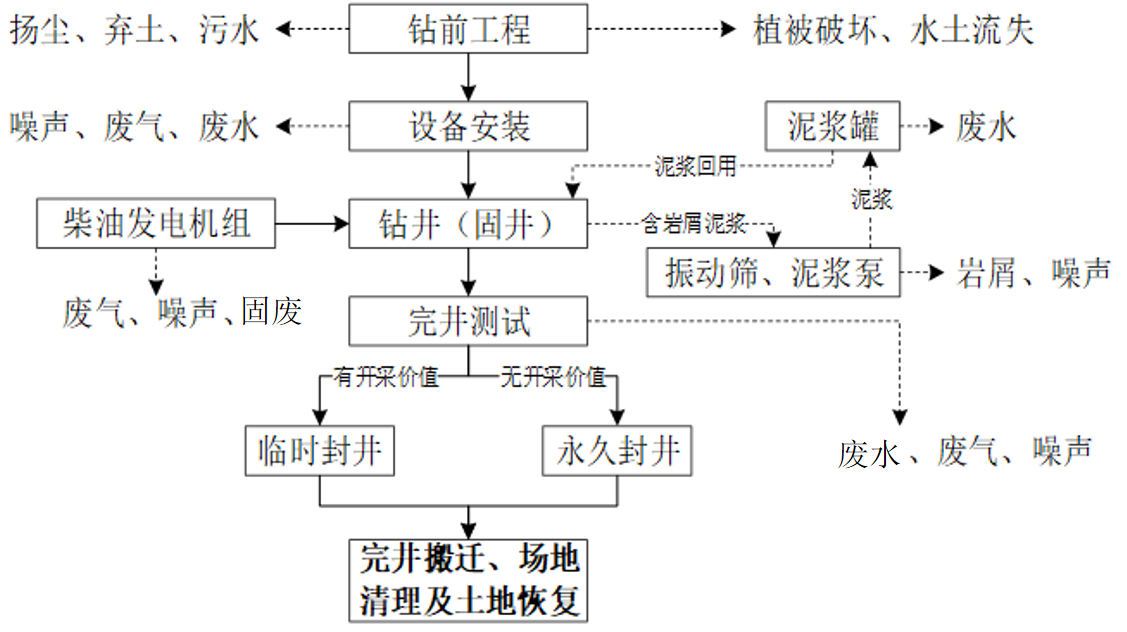 扬尘、弃土、污水
钻前工程
植被破坏、水土流失
噪声、废气、废水
设备安装
泥浆罐
废水
泥浆回用
泥浆
柴油发电机组
钻井（固井）
含岩屑泥浆
振动筛、泥浆泵
岩屑、噪声
废气、噪声、固废
完井测试
有开采价值
无开采价值
临时封井
永久封井
废水、废气、噪声
完井搬迁、场地
清理及土地恢复